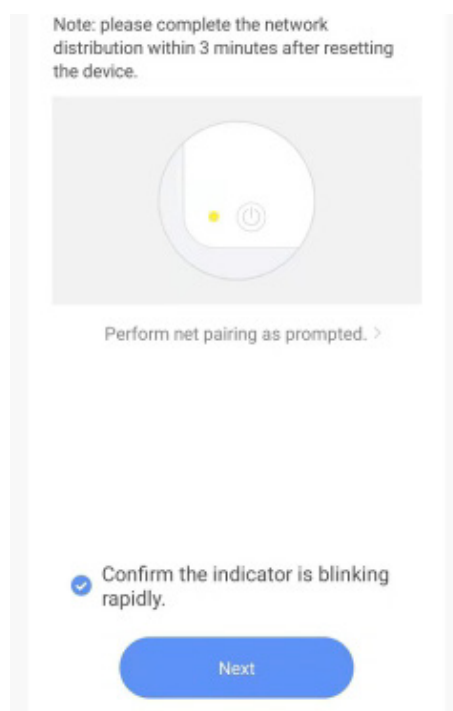 Note: please complete the network
distribution within 3 minutes after resetting
the device.
Perform net pairing as prompted. >
Confirm the indicator is blinking
rapidly.
Next